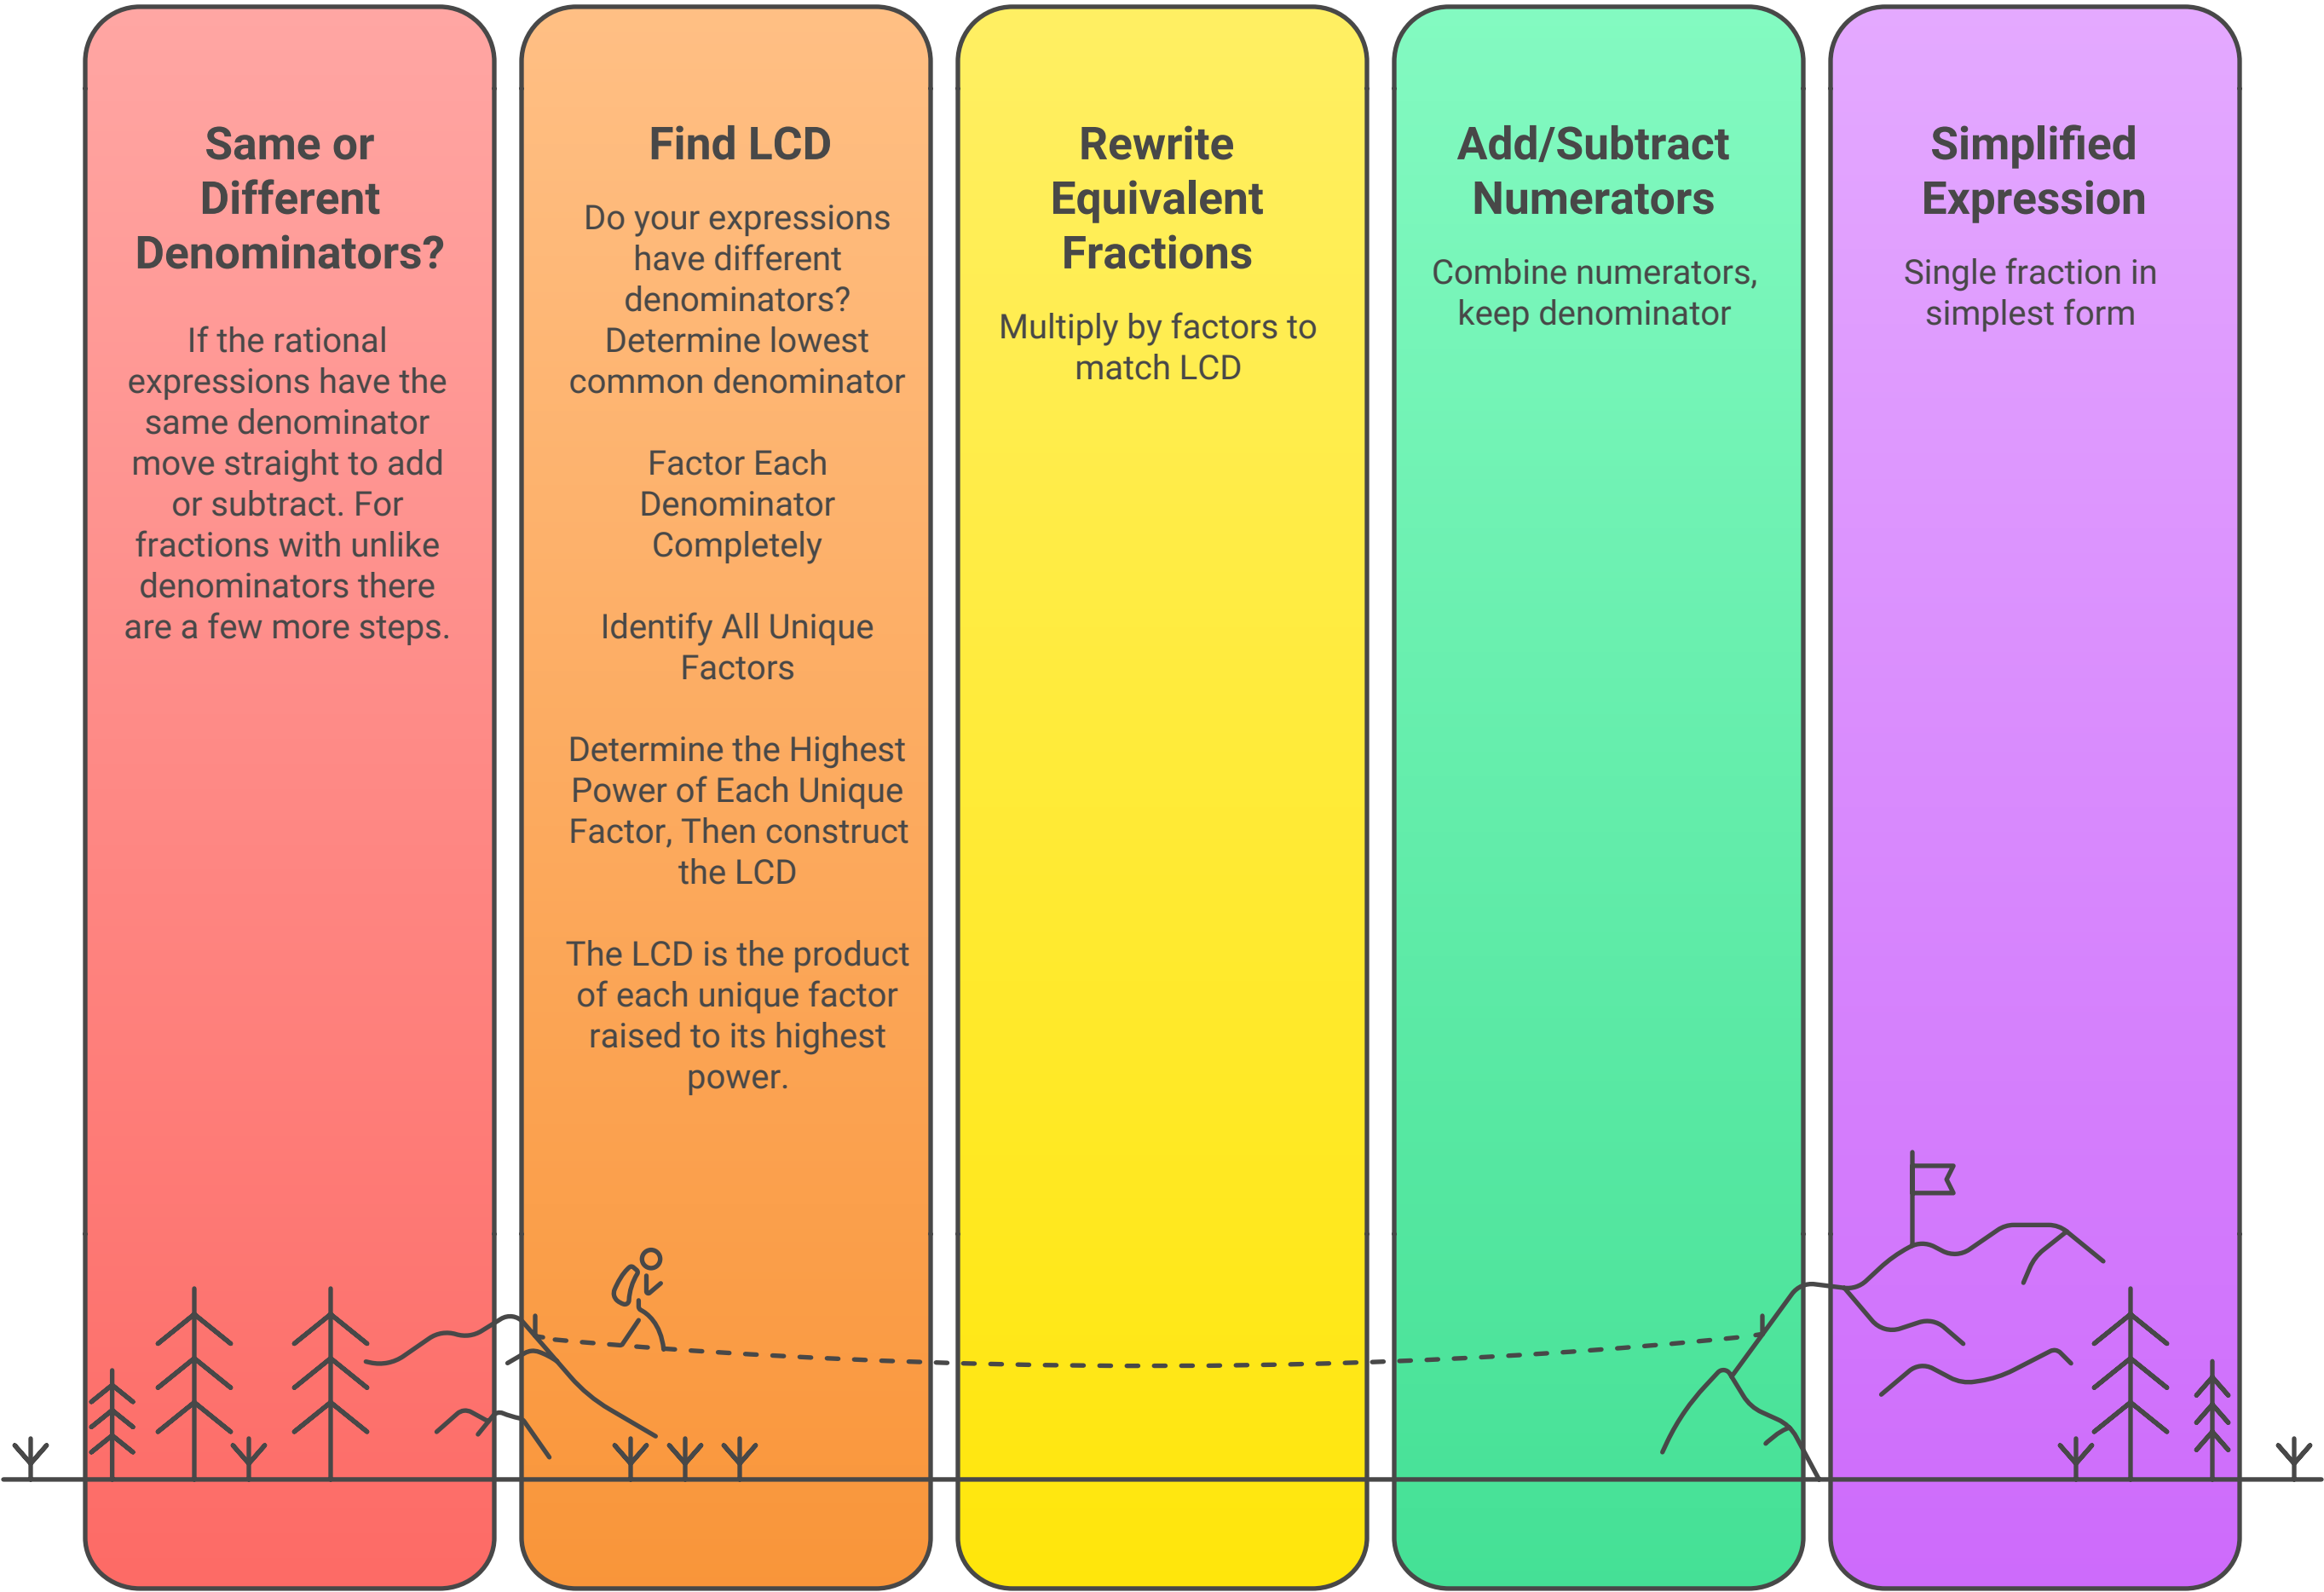 Same or
Different
Denominators?
If the rational
expressions have the
same denominator
move straight to add
or subtract. For
fractions with unlike
denominators there
are a few more steps.
Find LCD
Do your expressions
have different
denominators?
Determine lowest
common denominator
Factor Each
Denominator
Completely
Identify All Unique
Factors
Determine the Highest
Power of Each Unique
Factor, Then construct
the LCD
The LCD is the product
of each unique factor
raised to its highest
power.
Rewrite
Equivalent
Fractions
Multiply by factors to
match LCD
Add/Subtract
Numerators
Combine numerators,
keep denominator
Simplified
Expression
Single fraction in
simplest form